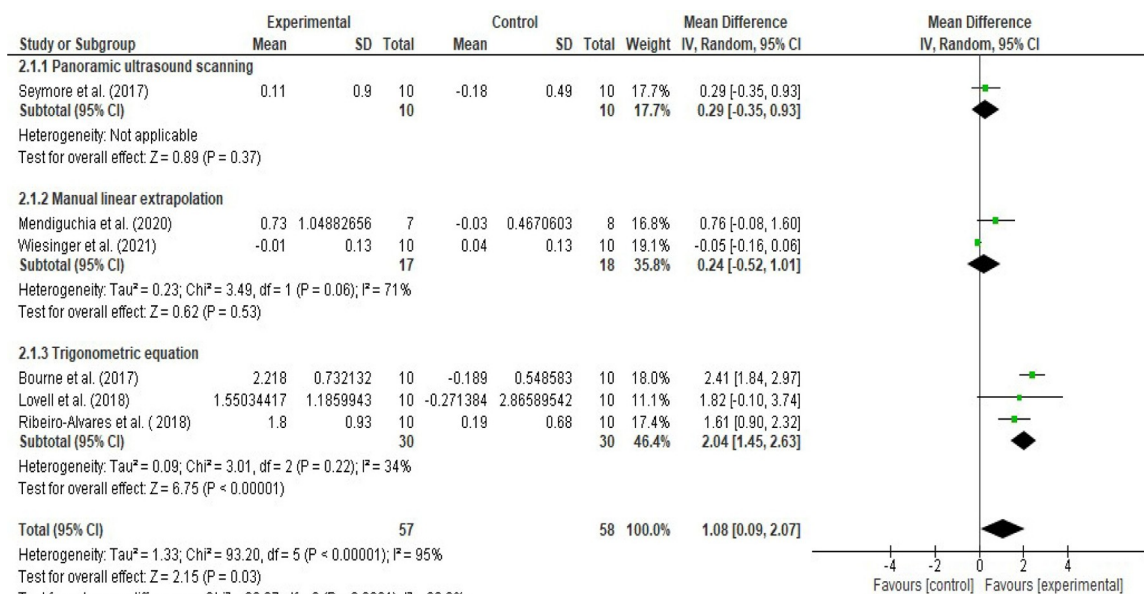 Experimental Control Mean Difference Mean Difference
Study or Subgroup Mean SD Total Mean SD Total Weight IV, Random, 95% CI IV, Random, 95% CI
2.1.1 Panoramic ultrasound scanning
Seymore et al. (2017) 0.11 0.9 10 -0.18 0.49 10 17.7% 0.29 [-0.35, 0.93]
Subtotal (95% CI) 10 10 17.7% 0.29 [-0.35, 0.93]
Heterogeneity: Not applicable
Test for overall effect: Z = 0.89 (P = 0.37)
2.1.2 Manual linear extrapolation
Mendiguchia et al. (2020) 0.73 1.04882656 7 -0.03 0.4670603 8 16.8% 0.76 [-0.08, 1.60]
Wiesinger et al. (2021) -0.01 0.13 10 0.04 0.13 10 19.1% -0.05 [-0.16, 0.06]
Subtotal (95% CI) 17 18 35.8% 0.24 [-0.52, 1.01]
Heterogeneity: Tau² = 0.23; Chi² = 3.49, df = 1 (P = 0.06); I² = 71%
Test for overall effect: Z = 0.62 (P = 0.53)
2.1.3 Trigonometric equation
Bourne et al. (2017) 2.218 0.732132 10 -0.189 0.548583 10 18.0% 2.41 [1.84, 2.97]
Lovell et al. (2018) 1.55034417 1.1859943 10 -0.271384 2.86589542 10 11.1% 1.82 [-0.10, 3.74]
Ribeiro-Alvares et al. ( 2018) 1.8 0.93 10 0.19 0.68 10 17.4% 1.61 [0.90, 2.32]
Subtotal (95% CI) 30 30 46.4% 2.04 [1.45, 2.63]
Heterogeneity: Tau² = 0.09; Chi² = 3.01, df = 2 (P = 0.22); I² = 34%
Test for overall effect: Z = 6.75 (P < 0.00001)
Total (95% CI) 57 58 100.0% 1.08 [0.09, 2.07]
Heterogeneity: Tau² = 1.33; Chi² = 93.20, df = 5 (P < 0.00001); I² = 95%
Test for overall effect: Z = 2.15 (P = 0.03)
-4 -2 0 2 4
Favours [control] Favours [experimental]